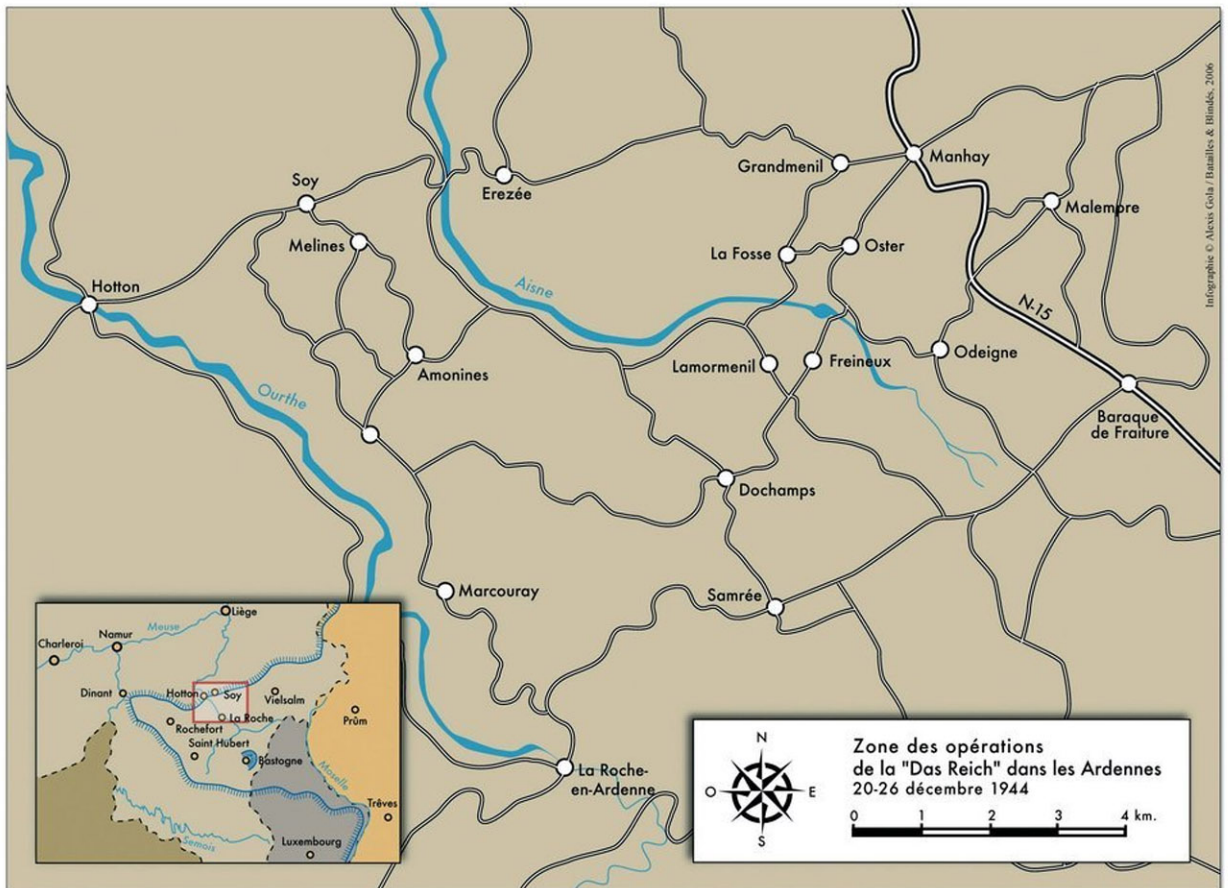 Infographie © Alexis Gola / Batailles & Blindés, 2006
Manhay
Grandmenil
Erezée
Soy
Malempre
Melines
La Fosse
Oster
Hotton
Aisne
N-15
Odeigne
Lamormenil
Freineux
Amonines
Ourthe
Baraque
de Fraiture
Dochamps
Marcouray
Samrée
La Roche-
en-Ardenne
Liège
Meuse
Namur
Charleroi
Dinant
Hotton
Soy
Vielsalm
La Roche
Rochefort
Prüm
Saint Hubert
Bastogne
Moselle
Trêves
Semois
Luxembourg
N
O
E
S
Zone des opérations
de la "Das Reich" dans les Ardennes
20-26 décembre 1944
0 1 2 3 4 km.